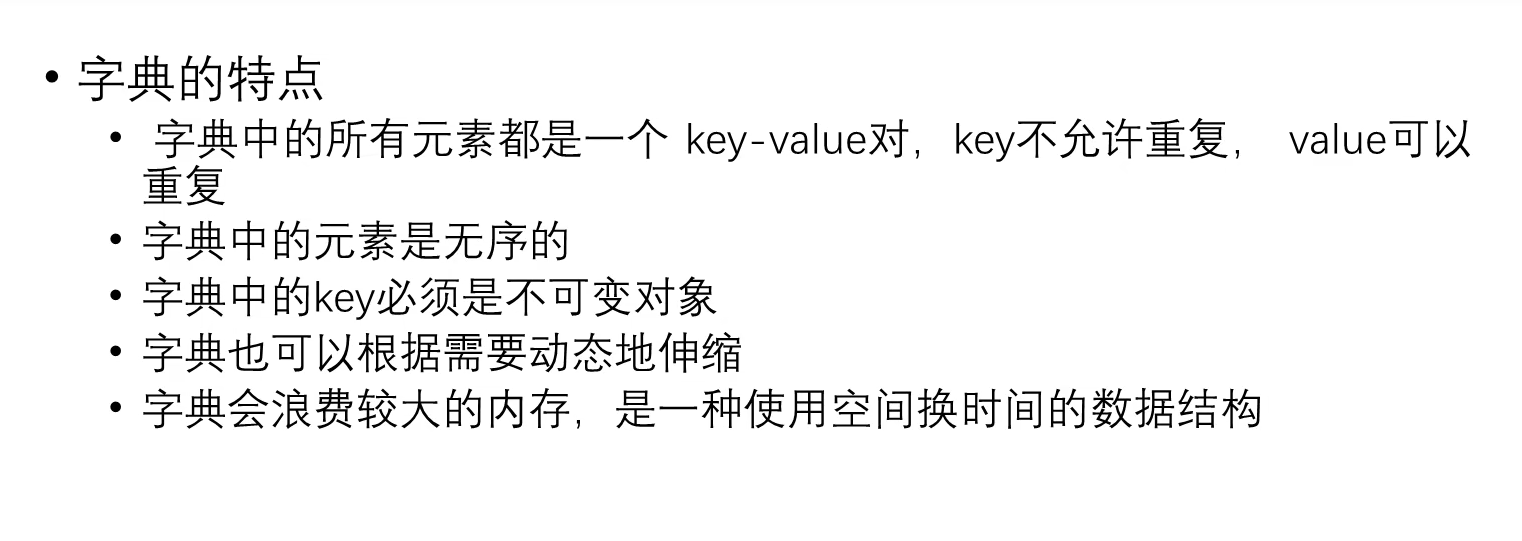 • 字典的特点
• 字典中的所有元素都是一个 key-value对，key不允许重复， value可以
重复
• 字典中的元素是无序的
• 字典中的key必须是不可变对象
• 字典也可以根据需要动态地伸缩
• 字典会浪费较大的内存，是一种使用空间换时间的数据结构